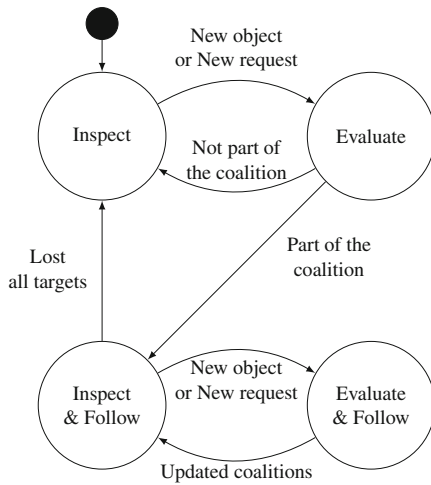 New object
or New request
Inspect
Evaluate
Not part of
the coalition
Part of the
coalition
Lost
all targets
Inspect
& Follow
New object
or New request
Evaluate
& Follow
Updated coalitions